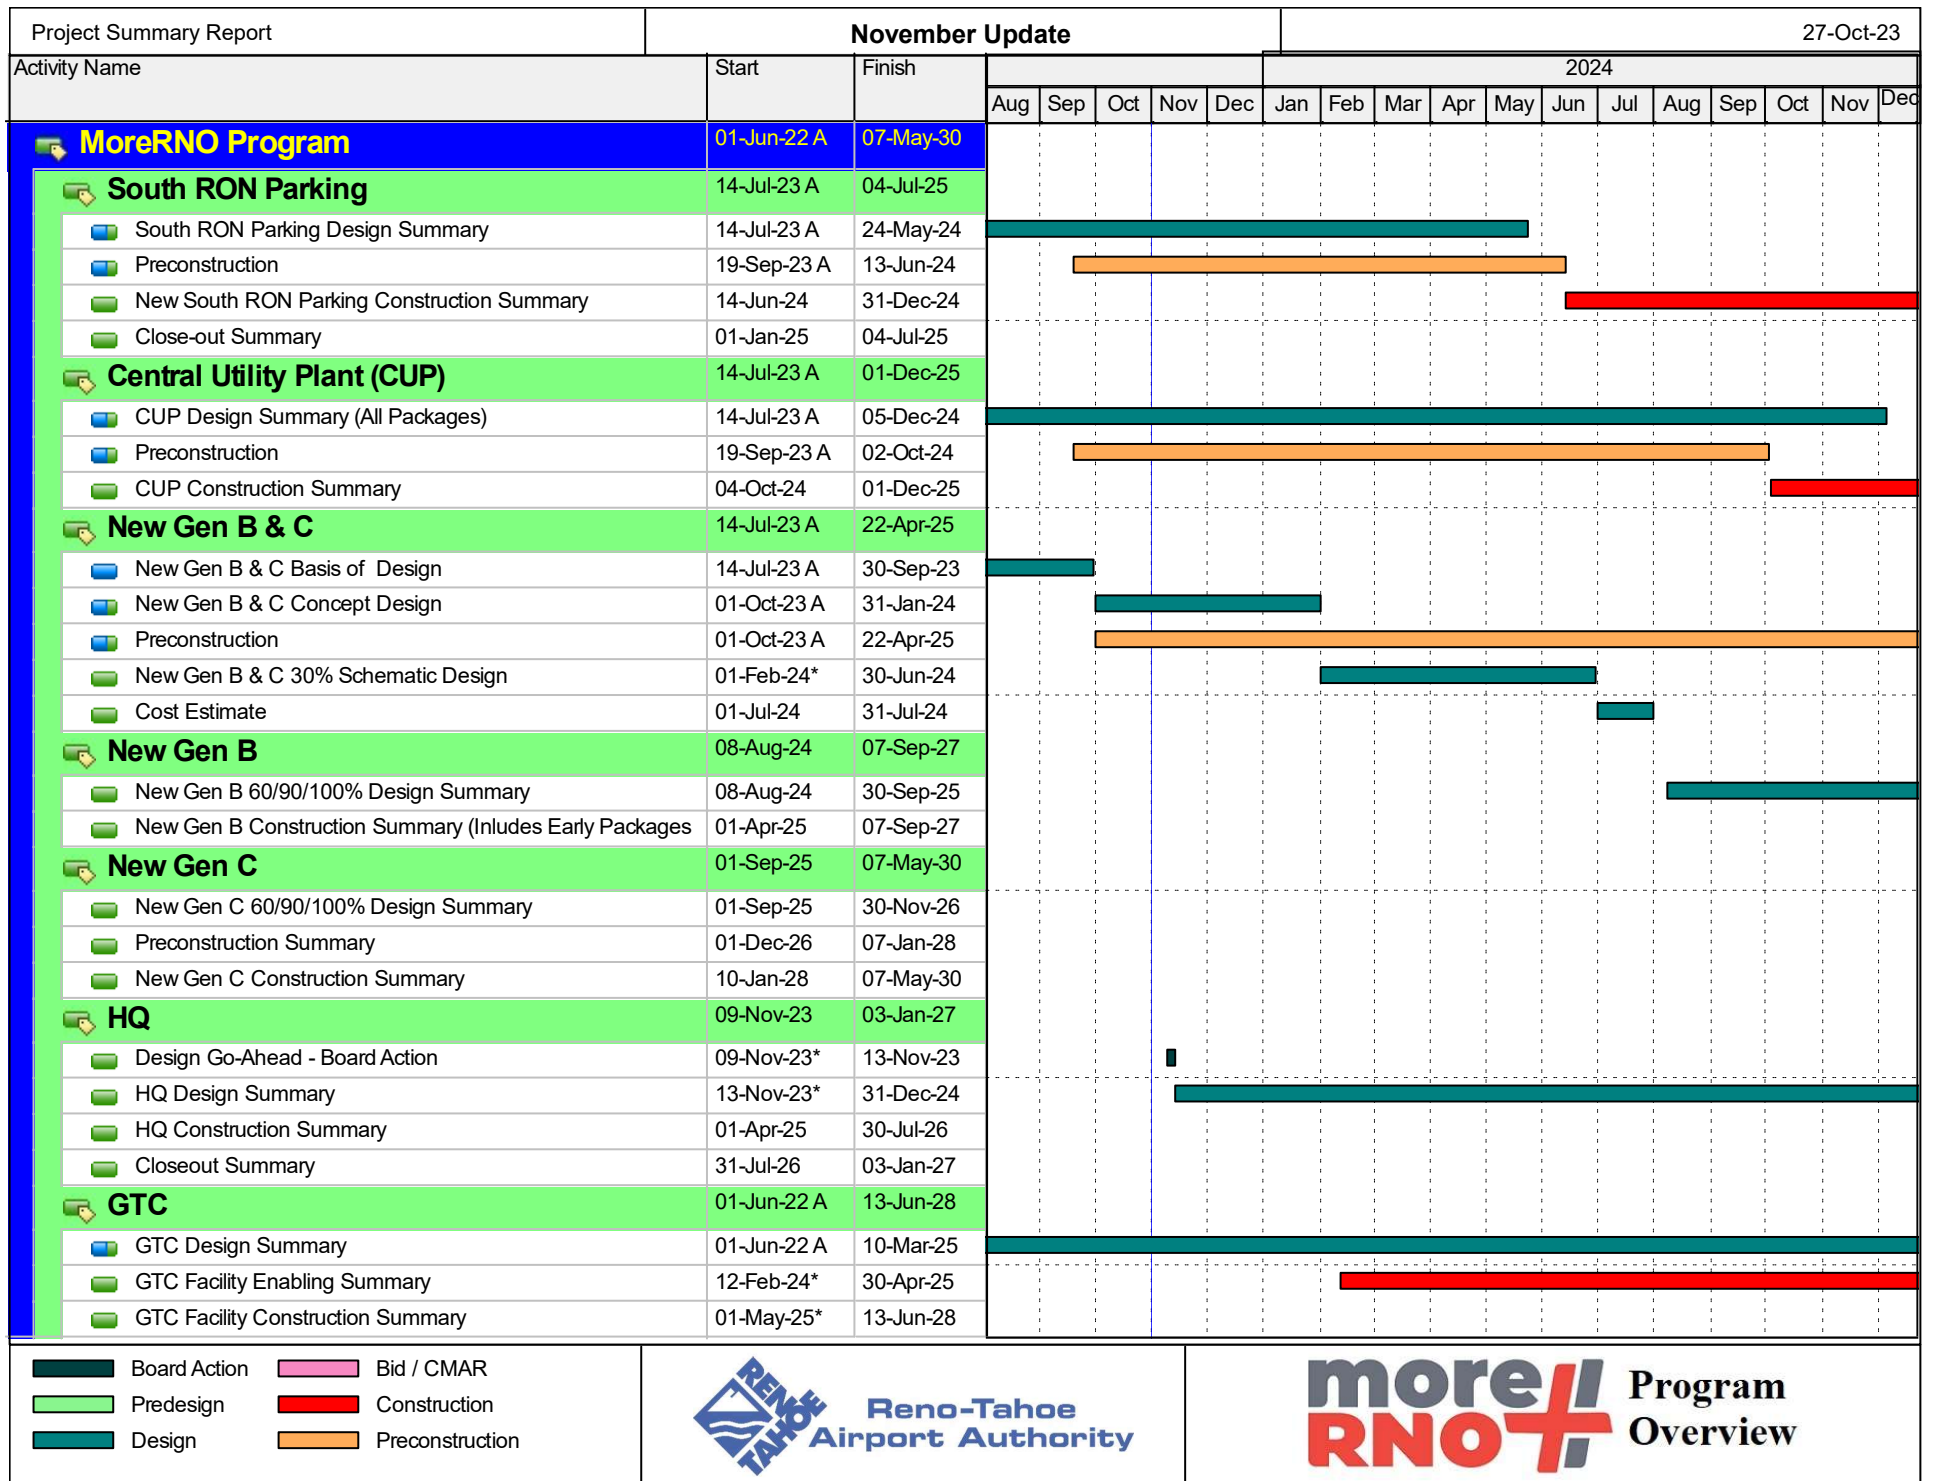 Project Summary Report November Update 27-Oct-23
Activity Name Start Finish 2024
Aug Sep Oct Nov Dec Jan Feb Mar Apr May Jun Jul Aug Sep Oct Nov Dec
MoreRNO Program 01-Jun-22 A 07-May-30
South RON Parking 14-Jul-23 A 04-Jul-25
South RON Parking Design Summary 14-Jul-23 A 24-May-24
Preconstruction 19-Sep-23 A 13-Jun-24
New South RON Parking Construction Summary 14-Jun-24 31-Dec-24
Close-out Summary 01-Jan-25 04-Jul-25
Central Utility Plant (CUP) 14-Jul-23 A 01-Dec-25
CUP Design Summary (All Packages) 14-Jul-23 A 05-Dec-24
Preconstruction 19-Sep-23 A 02-Oct-24
CUP Construction Summary 04-Oct-24 01-Dec-25
New Gen B & C 14-Jul-23 A 22-Apr-25
New Gen B & C Basis of Design 14-Jul-23 A 30-Sep-23
New Gen B & C Concept Design 01-Oct-23 A 31-Jan-24
Preconstruction 01-Oct-23 A 22-Apr-25
New Gen B & C 30% Schematic Design 01-Feb-24* 30-Jun-24
Cost Estimate 01-Jul-24 31-Jul-24
New Gen B 08-Aug-24 07-Sep-27
New Gen B 60/90/100% Design Summary 08-Aug-24 30-Sep-25
New Gen B Construction Summary (Inludes Early Packages 01-Apr-25 07-Sep-27
New Gen C 01-Sep-25 07-May-30
New Gen C 60/90/100% Design Summary 01-Sep-25 30-Nov-26
Preconstruction Summary 01-Dec-26 07-Jan-28
New Gen C Construction Summary 10-Jan-28 07-May-30
HQ 09-Nov-23 03-Jan-27
Design Go-Ahead - Board Action 09-Nov-23* 13-Nov-23
HQ Design Summary 13-Nov-23* 31-Dec-24
HQ Construction Summary 01-Apr-25 30-Jul-26
Closeout Summary 31-Jul-26 03-Jan-27
GTC 01-Jun-22 A 13-Jun-28
GTC Design Summary 01-Jun-22 A 10-Mar-25
GTC Facility Enabling Summary 12-Feb-24* 30-Apr-25
GTC Facility Construction Summary 01-May-25* 13-Jun-28
Board Action Bid / CMAR
Predesign Construction
Design Preconstruction
RENO
TAHOE
Reno-Tahoe
Airport Authority
more
RNO
Program
Overview